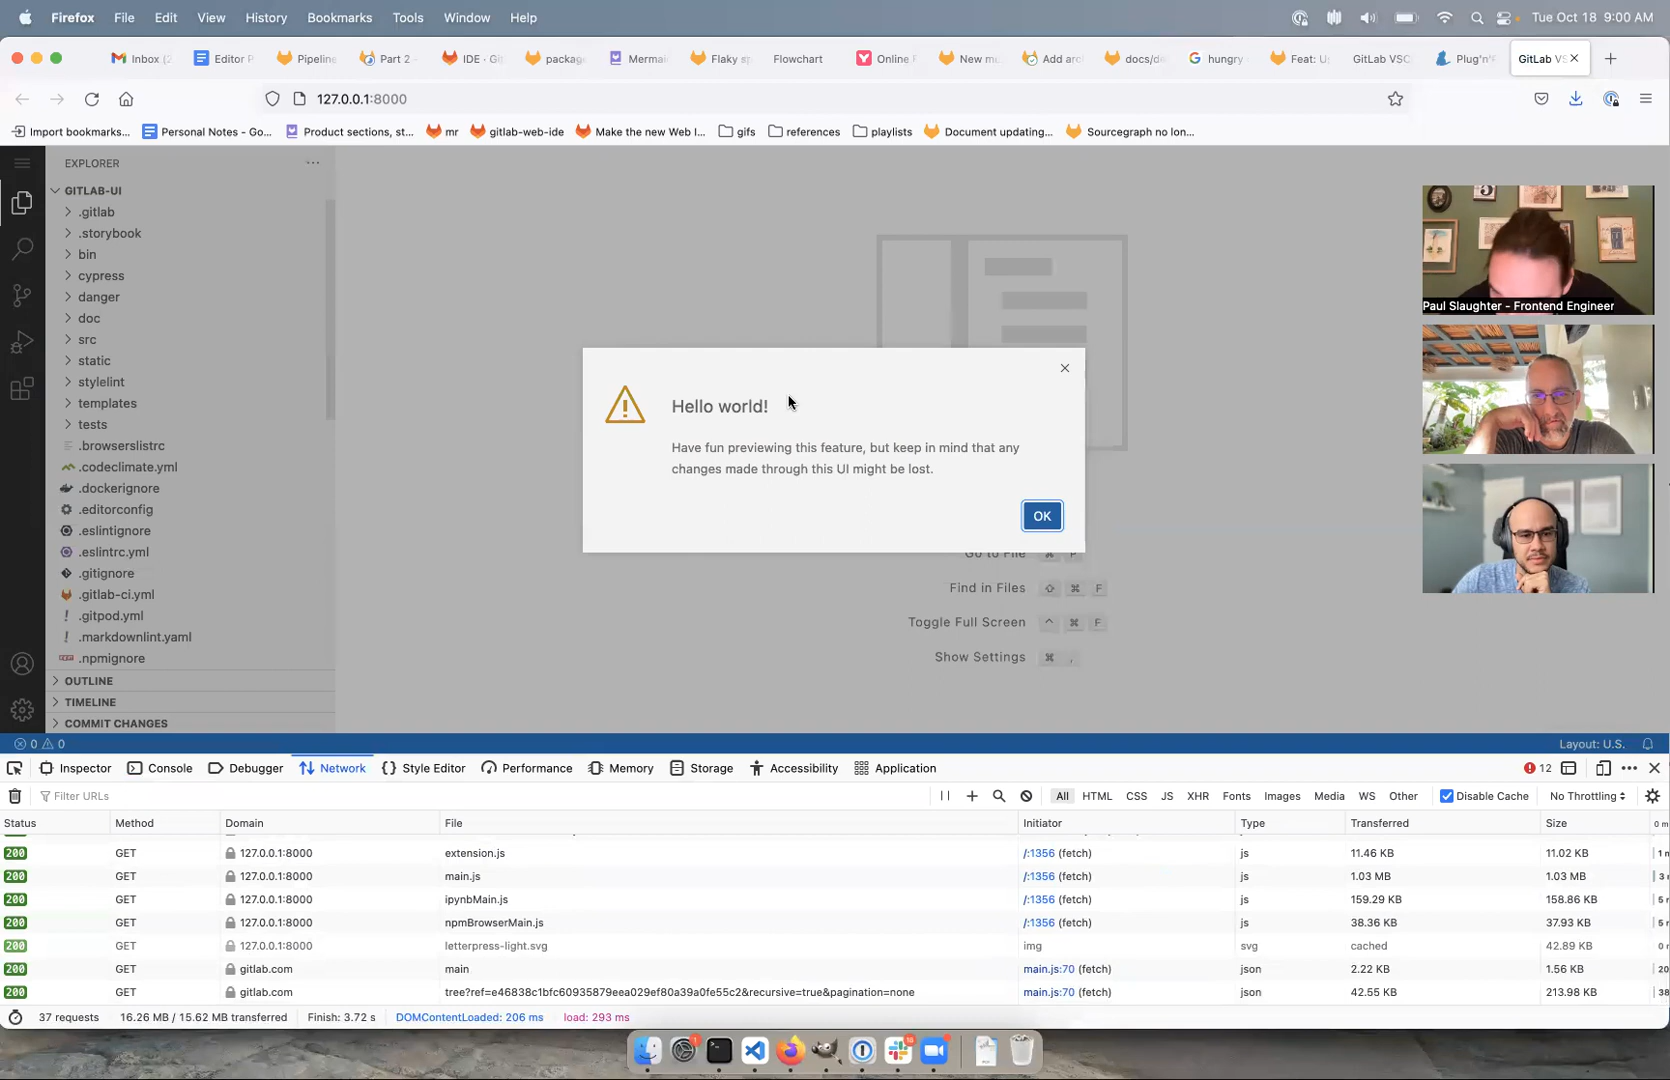 Firefox File Edit View History Bookmarks Tools Window Help Tue Oct 18 9:00 AM
Inbox (2 Editor P Pipeline Part 2 - IDE · Gi packag Mermai Flaky sp Flowchart Online F New mu Add arc docs/de hungry Feat: Us GitLab VSC Plug'n' GitLab VS
127.0.0.1:8000
Import bookmarks... Personal Notes - Go... Product sections, st... mr gitlab-web-ide Make the new Web I... gifs references playlists Document updating... Sourcegraph no lon...
EXPLORER
GITLAB-UI
.gitlab
.storybook
bin
cypress
danger
doc
src
static
stylelint
templates
tests
.browserslistrc
.codeclimate.yml
.dockerignore
.editorconfig
.eslintignore
.eslintrc.yml
.gitignore
.gitlab-ci.yml
.gitpod.yml
.markdownlint.yaml
.npmignore
OUTLINE
TIMELINE
COMMIT CHANGES
Hello world!
Have fun previewing this feature, but keep in mind that any
changes made through this UI might be lost.
OK
Go to File ⌘ P
Find in Files ⇧ ⌘ F
Toggle Full Screen ^ ⌘ F
Show Settings ⌘ ,
Paul Slaughter - Frontend Engineer
0 0 Layout: U.S.
Inspector Console Debugger Network Style Editor Performance Memory Storage Accessibility Application 12
Filter URLs All HTML CSS JS XHR Fonts Images Media WS Other Disable Cache No Throttling
Status Method Domain File Initiator Type Transferred Size 0 m
200 GET 127.0.0.1:8000 extension.js /:1356 (fetch) js 11.46 KB 11.02 KB 1 r
200 GET 127.0.0.1:8000 main.js /:1356 (fetch) js 1.03 MB 1.03 MB 3 r
200 GET 127.0.0.1:8000 ipynbMain.js /:1356 (fetch) js 159.29 KB 158.86 KB 5 r
200 GET 127.0.0.1:8000 npmBrowserMain.js /:1356 (fetch) js 38.36 KB 37.93 KB 5 r
200 GET 127.0.0.1:8000 letterpress-light.svg img svg cached 42.89 KB 0 r
200 GET gitlab.com main main.js:70 (fetch) json 2.22 KB 1.56 KB 20
200 GET gitlab.com tree?ref=e46838c1bfc60935879eea029ef80a39a0fe55c2&recursive=true&pagination=none main.js:70 (fetch) json 42.55 KB 213.98 KB 38
37 requests 16.26 MB / 15.62 MB transferred Finish: 3.72 s DOMContentLoaded: 206 ms load: 293 ms